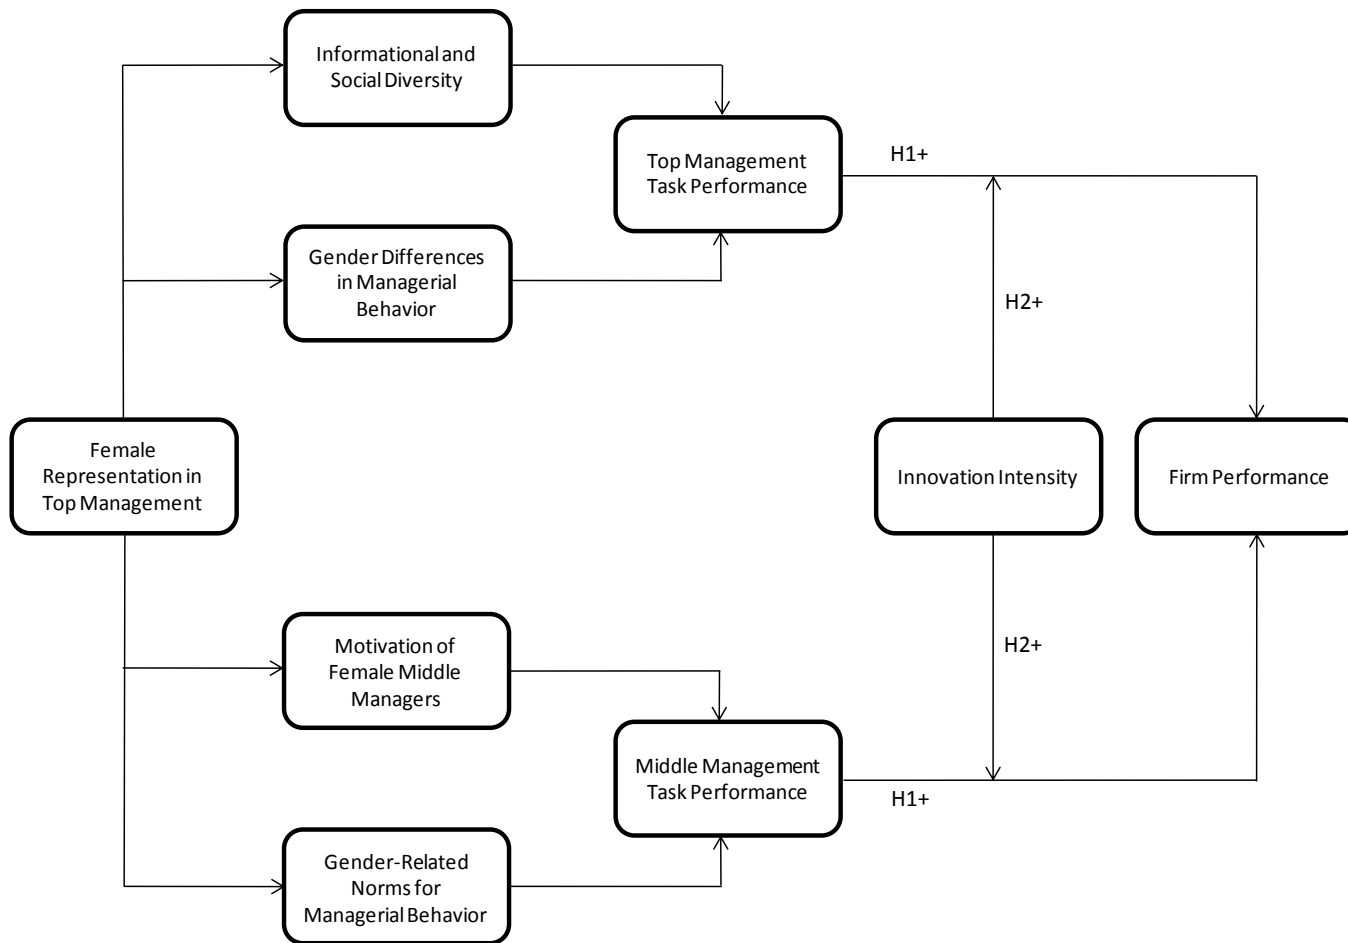 Informational and
Social Diversity
Top Management
Task Performance
H1+
Gender Differences
in Managerial
Behavior
H2+
Female
Representation in
Top Management
Innovation Intensity
Firm Performance
Motivation of
Female Middle
Managers
H2+
Middle Management
Task Performance
H1+
Gender-Related
Norms for
Managerial Behavior